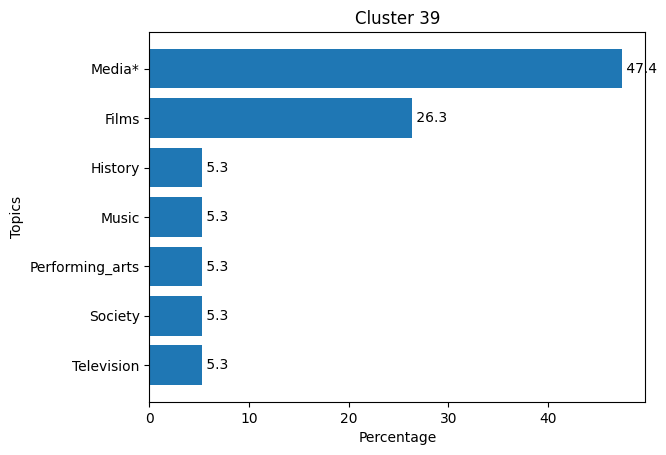 Cluster 39
Media* 47.4
Films 26.3
History 5.3
Music 5.3
Performing_arts 5.3
Society 5.3
Television 5.3
Topics
0 10 20 30 40
Percentage